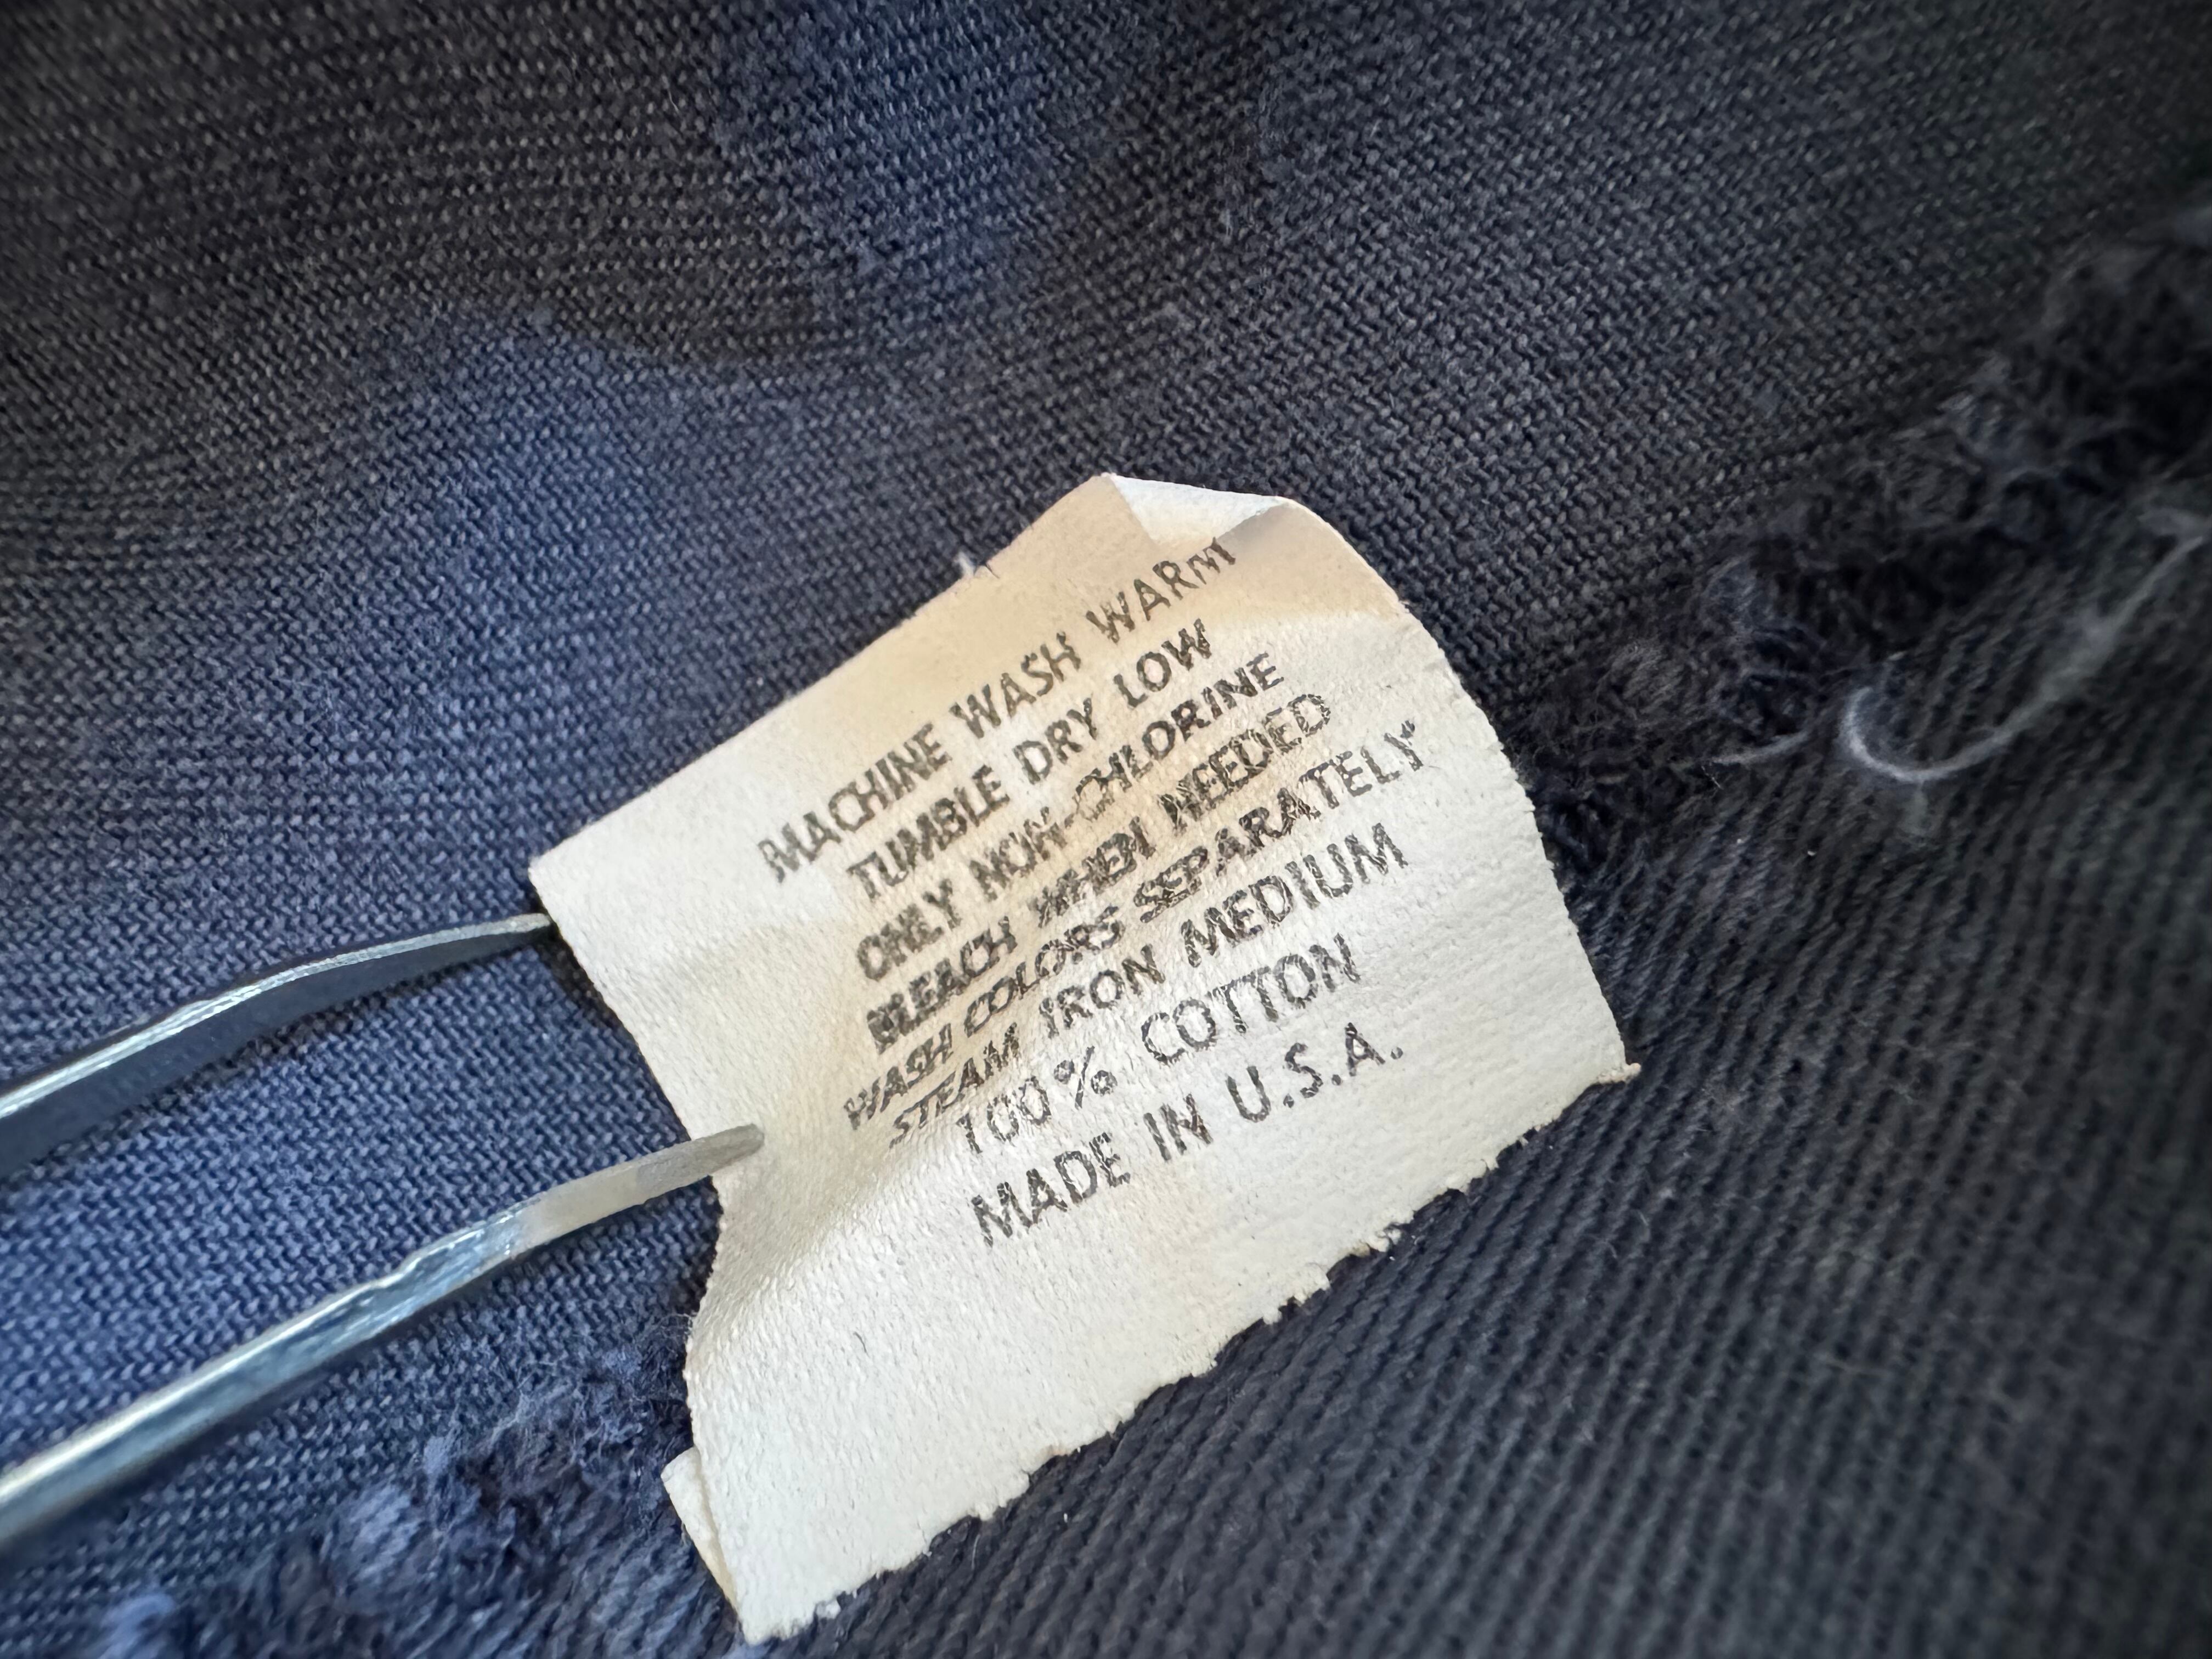 MACHINE WASH WARM
TUMBLE DRY LOW
ONLY NON-CHLORINE
BLEACH WHEN NEEDED
WASH COLORS SEPARATELY
STEAM IRON MEDIUM
100% COTTON
MADE IN U.S.A.